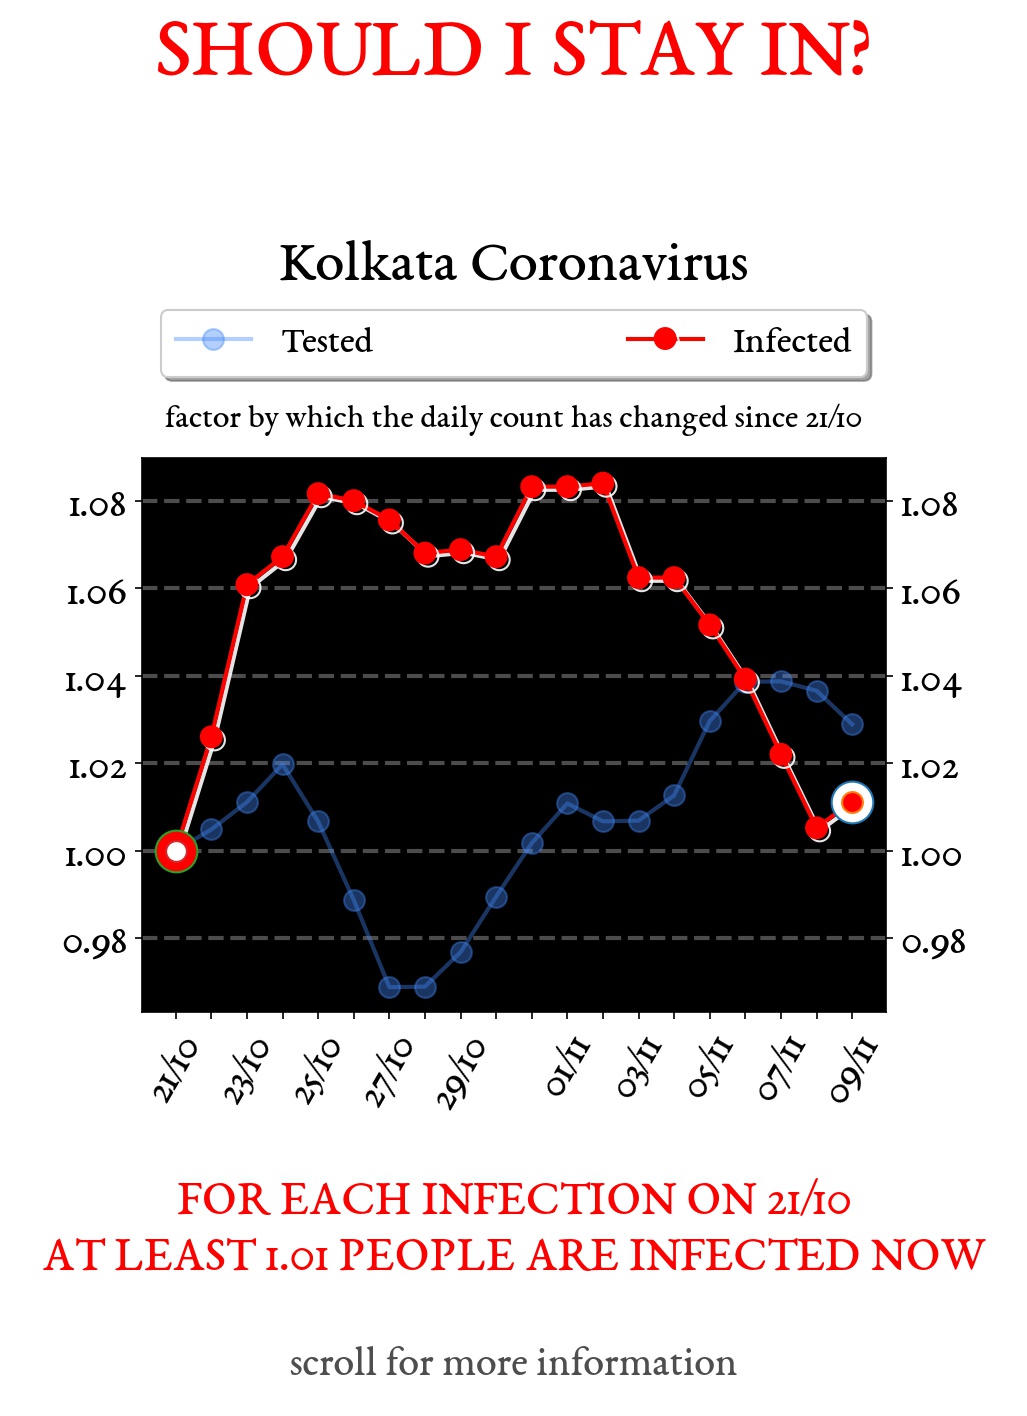 SHOULD I STAY IN?
Kolkata Coronavirus
Tested Infected
factor by which the daily count has changed since 21/10
1.08 1.08
1.06 1.06
1.04 1.04
1.02 1.02
1.00 1.00
0.98 0.98
21/10 23/10 25/10 27/10 29/10 01/11 03/11 05/11 07/11 09/11
FOR EACH INFECTION ON 21/10
AT LEAST 1.01 PEOPLE ARE INFECTED NOW
scroll for more information